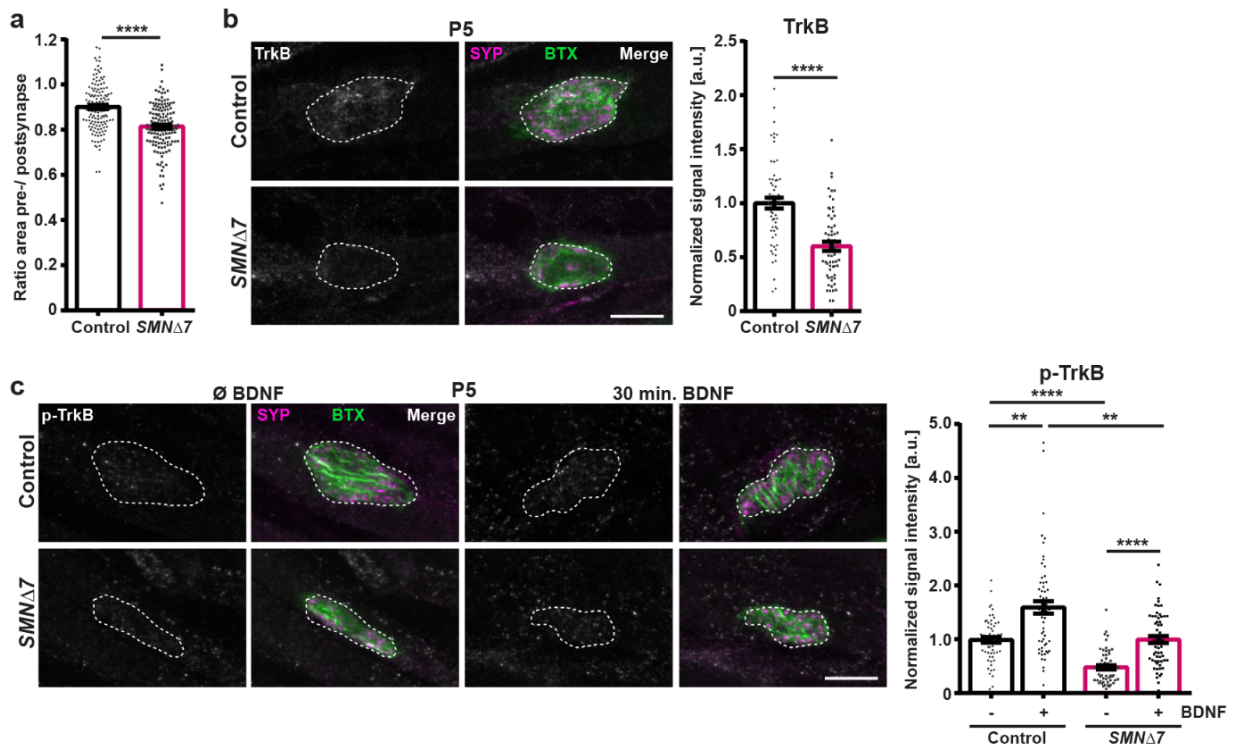 a
****
Ratio area pre-/ postsynapse
1.2
1.0
0.8
0.6
0.4
0.2
0
Control SMNΔ7
b
P5
TrkB SYP BTX Merge
Control
SMNΔ7
TrkB
****
Normalized signal intensity [a.u.]
2.5
2.0
1.5
1.0
0.5
0
Control SMNΔ7
c
Ø BDNF P5 30 min. BDNF
p-TrkB SYP BTX Merge
Control
SMNΔ7
p-TrkB
****
** **
****
Normalized signal intensity [a.u.]
5.0
4.0
3.0
2.0
1.0
0
- + - + BDNF
Control SMNΔ7